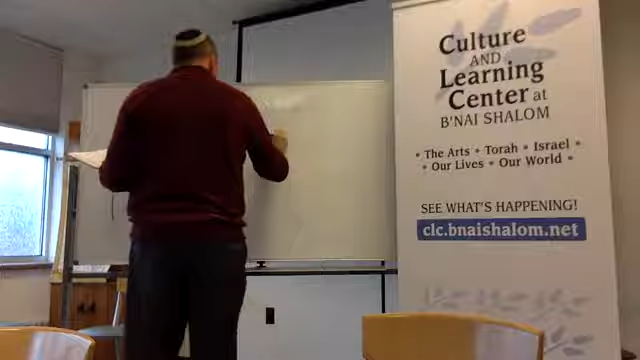 Culture
AND
Learning
Center at
B'NAI SHALOM
• The Arts • Torah • Israel •
• Our Lives • Our World •
SEE WHAT'S HAPPENING!
clc.bnaishalom.net